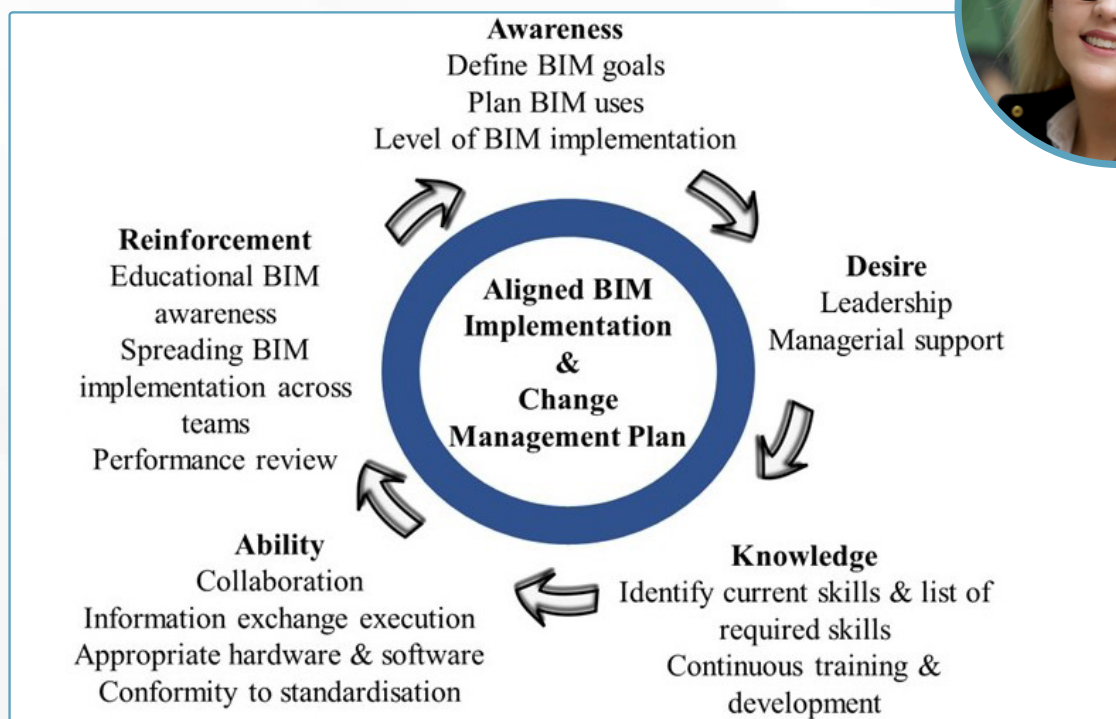 Awareness
Define BIM goals
Plan BIM uses
Level of BIM implementation
Desire
Leadership
Managerial support
Knowledge
Identify current skills & list of
required skills
Continuous training &
development
Ability
Collaboration
Information exchange execution
Appropriate hardware & software
Conformity to standardisation
Reinforcement
Educational BIM
awareness
Spreading BIM
implementation across
teams
Performance review
Aligned BIM
Implementation
&
Change
Management Plan